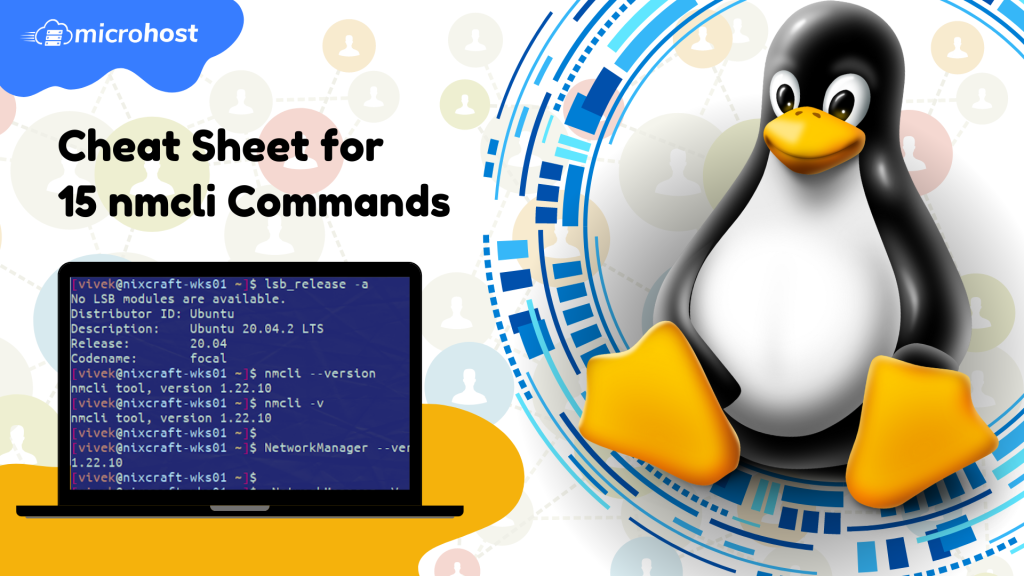 microhost
Cheat Sheet for
15 nmcli Commands
[vivek@nixcraft-wks01 ~]$ lsb_release -a
No LSB modules are available.
Distributor ID: Ubuntu
Description:    Ubuntu 20.04.2 LTS
Release:        20.04
Codename:       focal
[vivek@nixcraft-wks01 ~]$ nmcli --version
nmcli tool, version 1.22.10
[vivek@nixcraft-wks01 ~]$ nmcli -v
nmcli tool, version 1.22.10
[vivek@nixcraft-wks01 ~]$
[vivek@nixcraft-wks01 ~]$ NetworkManager --ver
1.22.10
[vivek@nixcraft-wks01 ~]$